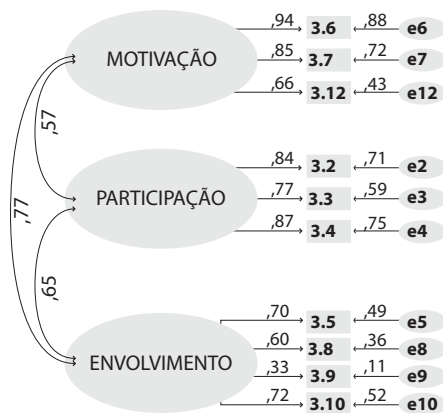 ,94 3.6 ,88 e6
MOTIVAÇÃO ,85 3.7 ,72 e7
,66 3.12 ,43 e12
,57
,84 3.2 ,71 e2
PARTICIPAÇÃO ,77 3.3 ,59 e3
,87 3.4 ,75 e4
,77
,65
,70 3.5 ,49 e5
ENVOLVIMENTO ,60 3.8 ,36 e8
,33 3.9 ,11 e9
,72 3.10 ,52 e10